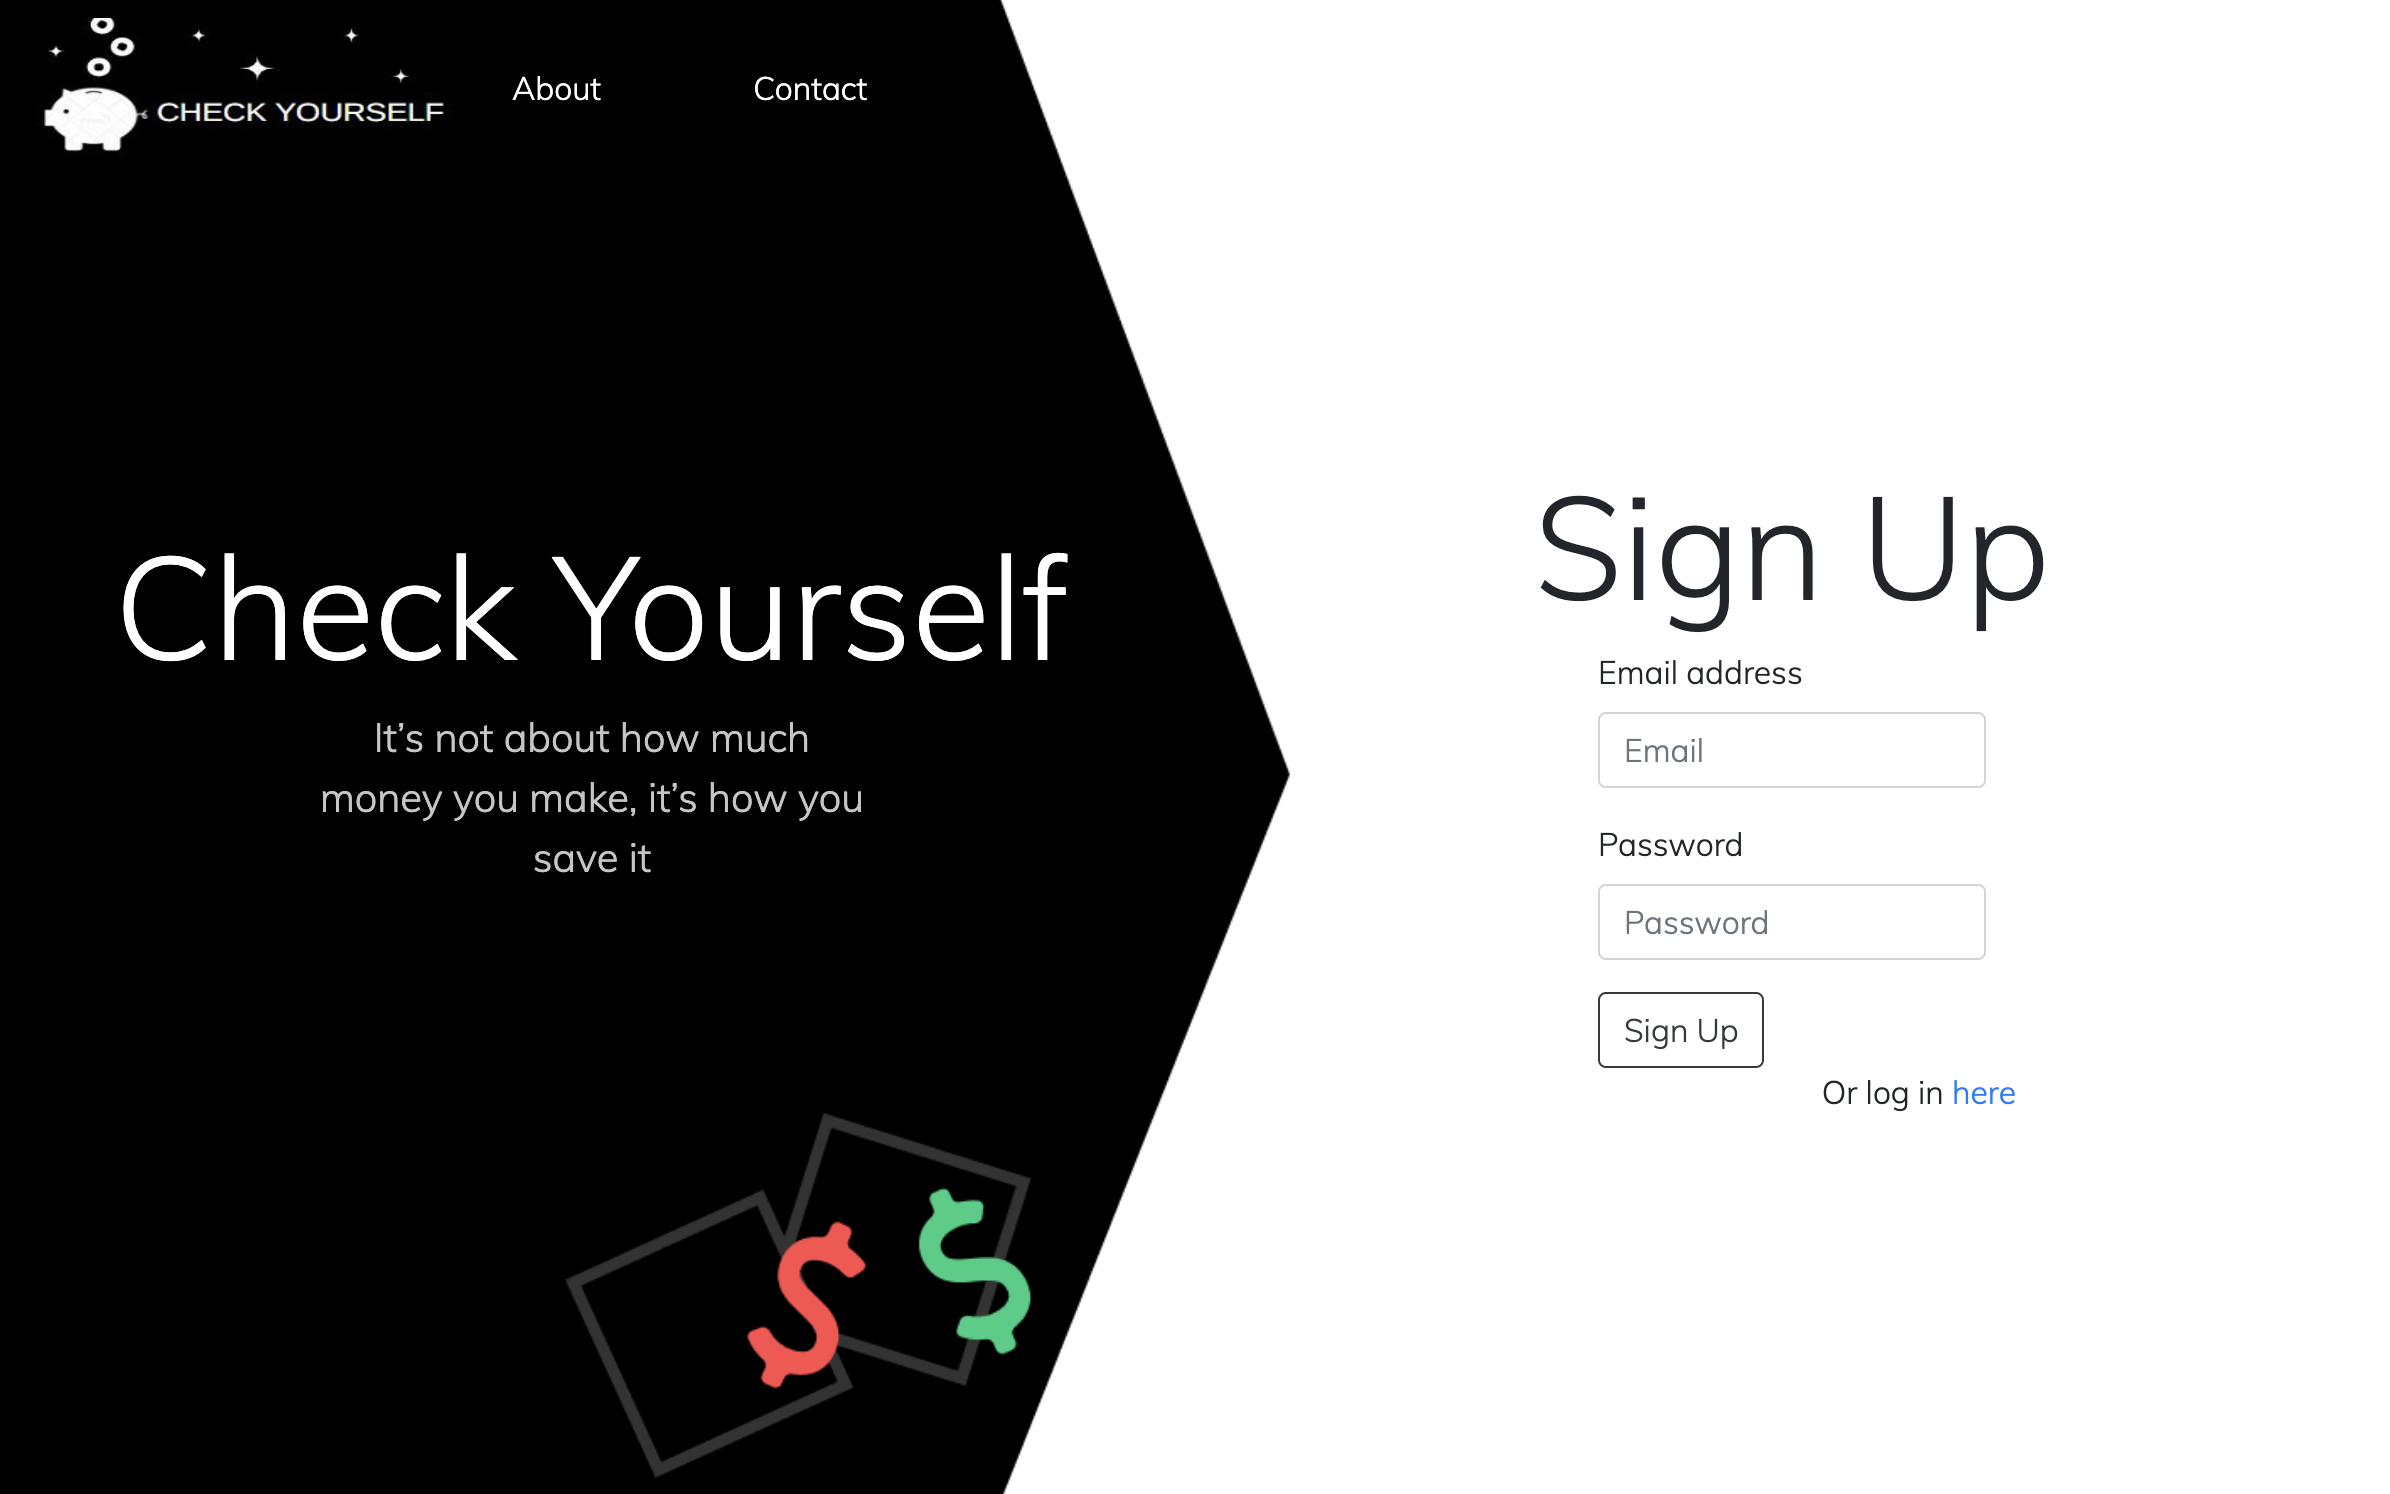 CHECK YOURSELF
About
Contact
Check Yourself
It’s not about how much
money you make, it’s how you
save it
Sign Up
Email address
Email
Password
Password
Sign Up
Or log in here